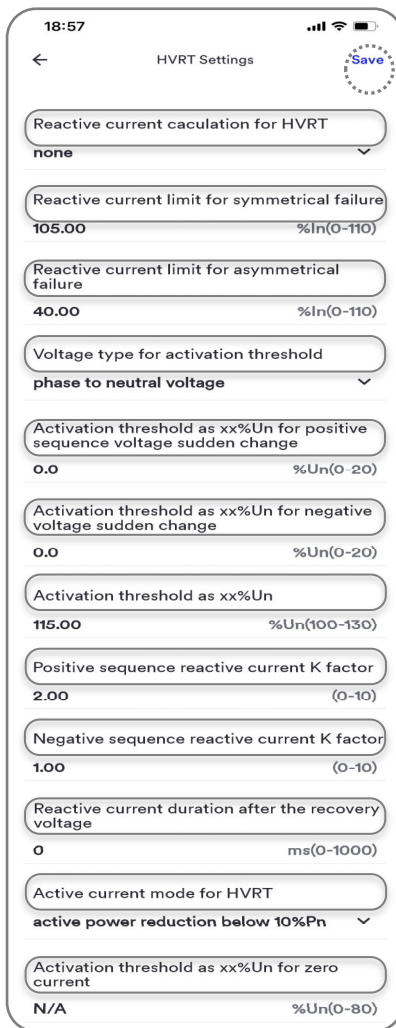 18:57
HVRT Settings
Save
Reactive current caculation for HVRT
none
Reactive current limit for symmetrical failure
105.00 %In(0-110)
Reactive current limit for asymmetrical
failure
40.00 %In(0-110)
Voltage type for activation threshold
phase to neutral voltage
Activation threshold as xx%Un for positive
sequence voltage sudden change
0.0 %Un(0-20)
Activation threshold as xx%Un for negative
voltage sudden change
0.0 %Un(0-20)
Activation threshold as xx%Un
115.00 %Un(100-130)
Positive sequence reactive current K factor
2.00 (0-10)
Negative sequence reactive current K factor
1.00 (0-10)
Reactive current duration after the recovery
voltage
0 ms(0-1000)
Active current mode for HVRT
active power reduction below 10%Pn
Activation threshold as xx%Un for zero
current
N/A %Un(0-80)